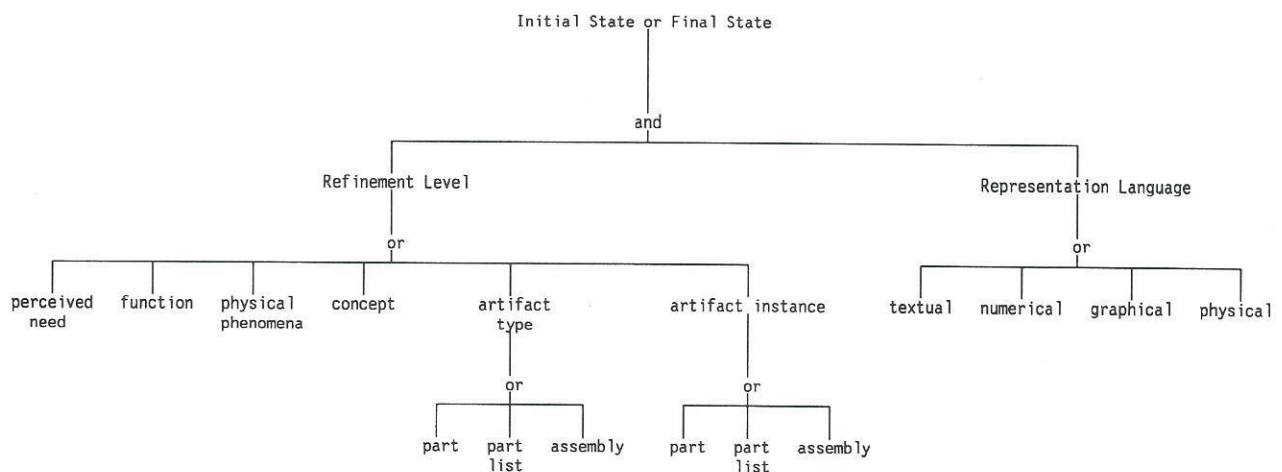 Initial State or Final State
and
Refinement Level
Representation Language
or
or
perceived
need
function
physical
phenomena
concept
artifact
type
artifact instance
textual
numerical
graphical
physical
or
or
part
part
list
assembly
part
part
list
assembly